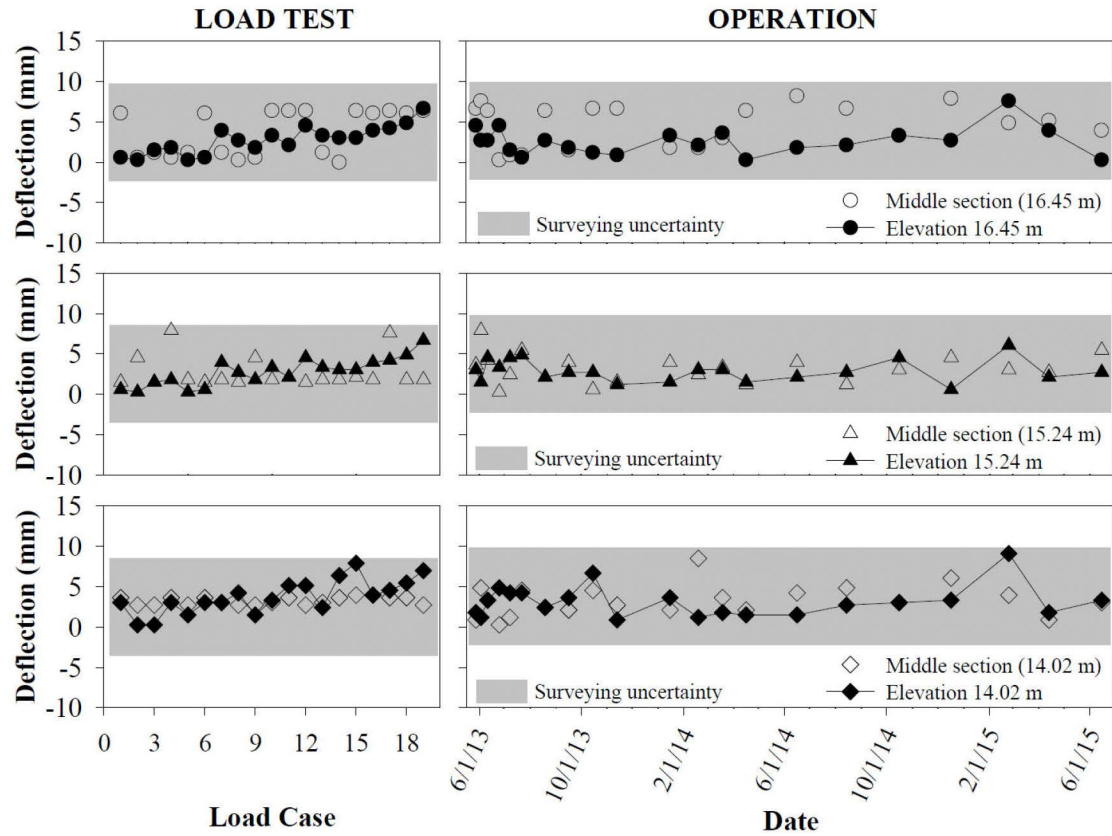 LOAD TEST
OPERATION
Deflection (mm)
15
10
5
0
-5
-10
Surveying uncertainty
Middle section (16.45 m)
Elevation 16.45 m
Deflection (mm)
15
10
5
0
-5
-10
Surveying uncertainty
Middle section (15.24 m)
Elevation 15.24 m
Deflection (mm)
15
10
5
0
-5
-10
Surveying uncertainty
Middle section (14.02 m)
Elevation 14.02 m
0 3 6 9 12 15 18
6/1/13 10/1/13 2/1/14 6/1/14 10/1/14 2/1/15 6/1/15
Load Case
Date